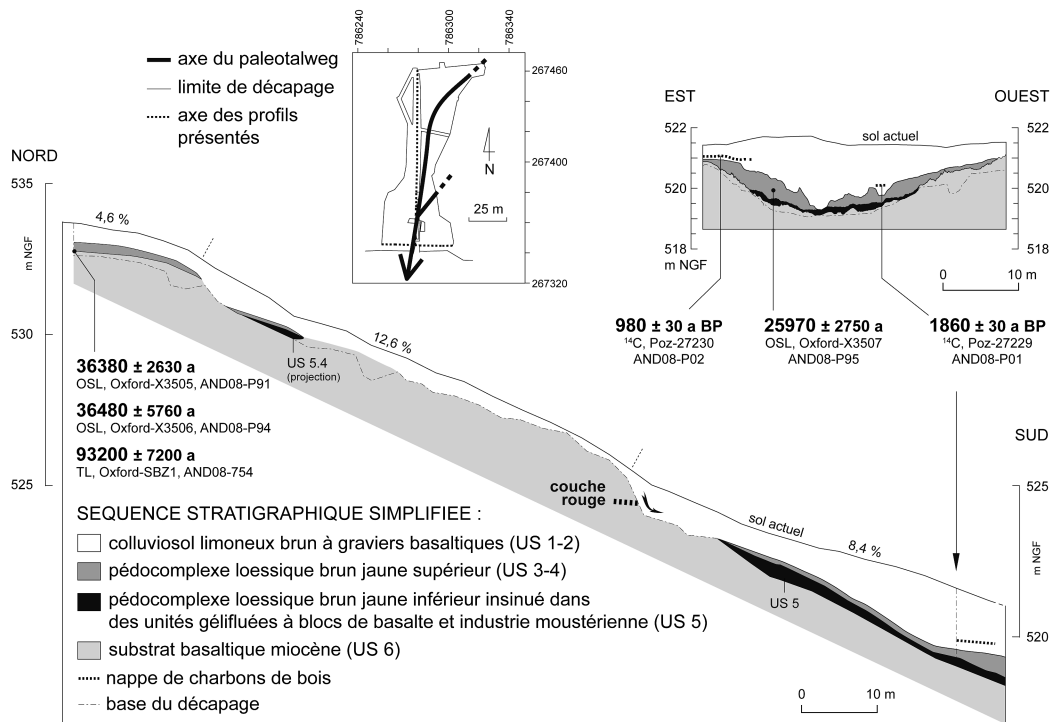 axe du paleotalweg
limite de décapage
axe des profils
présentés
786240
786300
786340
267460
267400
267320
N
25 m
EST
OUEST
522
520
518
m NGF
sol actuel
522
520
518
0
10 m
980 ± 30 a BP
14C, Poz-27230
AND08-P02
25970 ± 2750 a
OSL, Oxford-X3507
AND08-P95
1860 ± 30 a BP
14C, Poz-27229
AND08-P01
NORD
535
m NGF
530
525
4,6 %
12,6 %
US 5.4
(projection)
36380 ± 2630 a
OSL, Oxford-X3505, AND08-P91
36480 ± 5760 a
OSL, Oxford-X3506, AND08-P94
93200 ± 7200 a
TL, Oxford-SBZ1, AND08-754
couche
rouge
sol actuel
8,4 %
US 5
SUD
525
m NGF
520
0
10 m
SEQUENCE STRATIGRAPHIQUE SIMPLIFIEE :
colluviosol limoneux brun à graviers basaltiques (US 1-2)
pédocomplexe loessique brun jaune supérieur (US 3-4)
pédocomplexe loessique brun jaune inférieur insinué dans
des unités gélifluées à blocs de basalte et industrie moustérienne (US 5)
substrat basaltique miocène (US 6)
nappe de charbons de bois
base du décapage